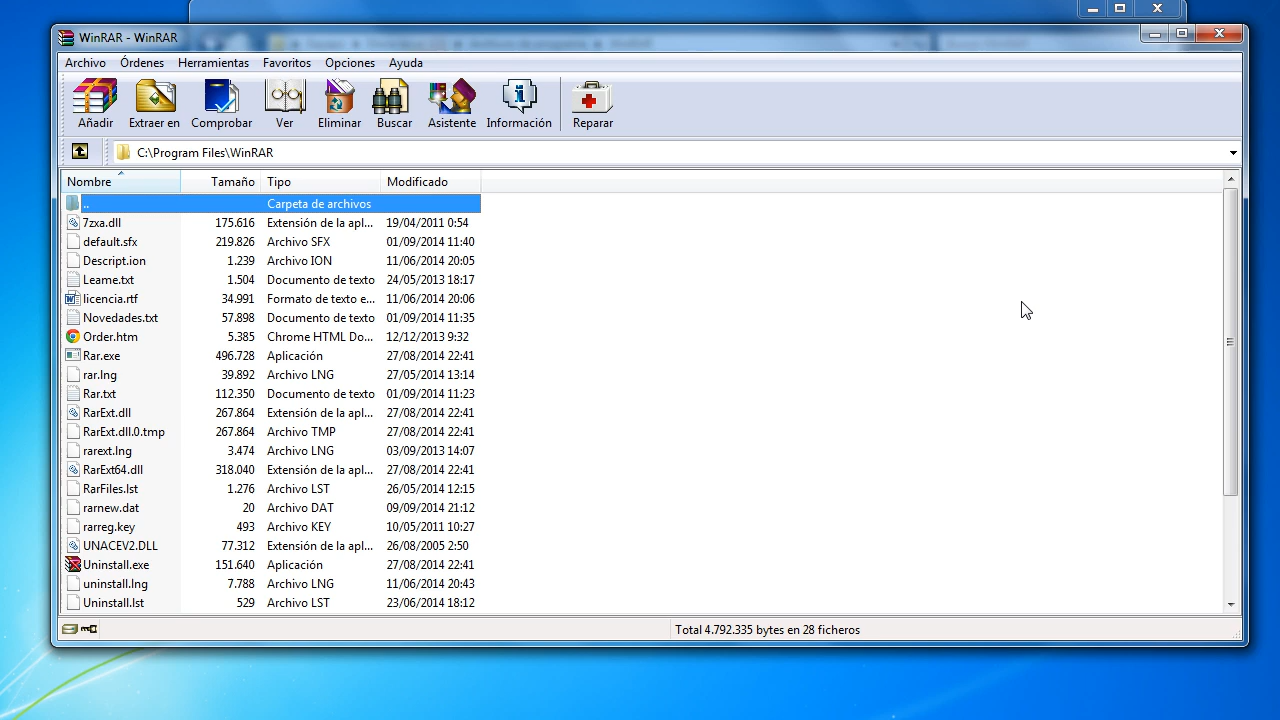 WinRAR - WinRAR
Archivo Órdenes Herramientas Favoritos Opciones Ayuda
Añadir Extraer en Comprobar Ver Eliminar Buscar Asistente Información Reparar
C:\Program Files\WinRAR
Nombre Tamaño Tipo Modificado
.. Carpeta de archivos
7zxa.dll 175.616 Extensión de la apl... 19/04/2011 0:54
default.sfx 219.826 Archivo SFX 01/09/2014 11:40
Descript.ion 1.239 Archivo ION 11/06/2014 20:05
Leame.txt 1.504 Documento de texto 24/05/2013 18:17
licencia.rtf 34.991 Formato de texto e... 11/06/2014 20:06
Novedades.txt 57.898 Documento de texto 01/09/2014 11:35
Order.htm 5.385 Chrome HTML Do... 12/12/2013 9:32
Rar.exe 496.728 Aplicación 27/08/2014 22:41
rar.lng 39.892 Archivo LNG 27/05/2014 13:14
Rar.txt 112.350 Documento de texto 01/09/2014 11:23
RarExt.dll 267.864 Extensión de la apl... 27/08/2014 22:41
RarExt.dll.0.tmp 267.864 Archivo TMP 27/08/2014 22:41
rarext.lng 3.474 Archivo LNG 03/09/2013 14:07
RarExt64.dll 318.040 Extensión de la apl... 27/08/2014 22:41
RarFiles.lst 1.276 Archivo LST 26/05/2014 12:15
rarnew.dat 20 Archivo DAT 09/09/2014 21:12
rarreg.key 493 Archivo KEY 10/05/2011 10:27
UNACEV2.DLL 77.312 Extensión de la apl... 26/08/2005 2:50
Uninstall.exe 151.640 Aplicación 27/08/2014 22:41
uninstall.lng 7.788 Archivo LNG 11/06/2014 20:43
Uninstall.lst 529 Archivo LST 23/06/2014 18:12
Total 4.792.335 bytes en 28 ficheros